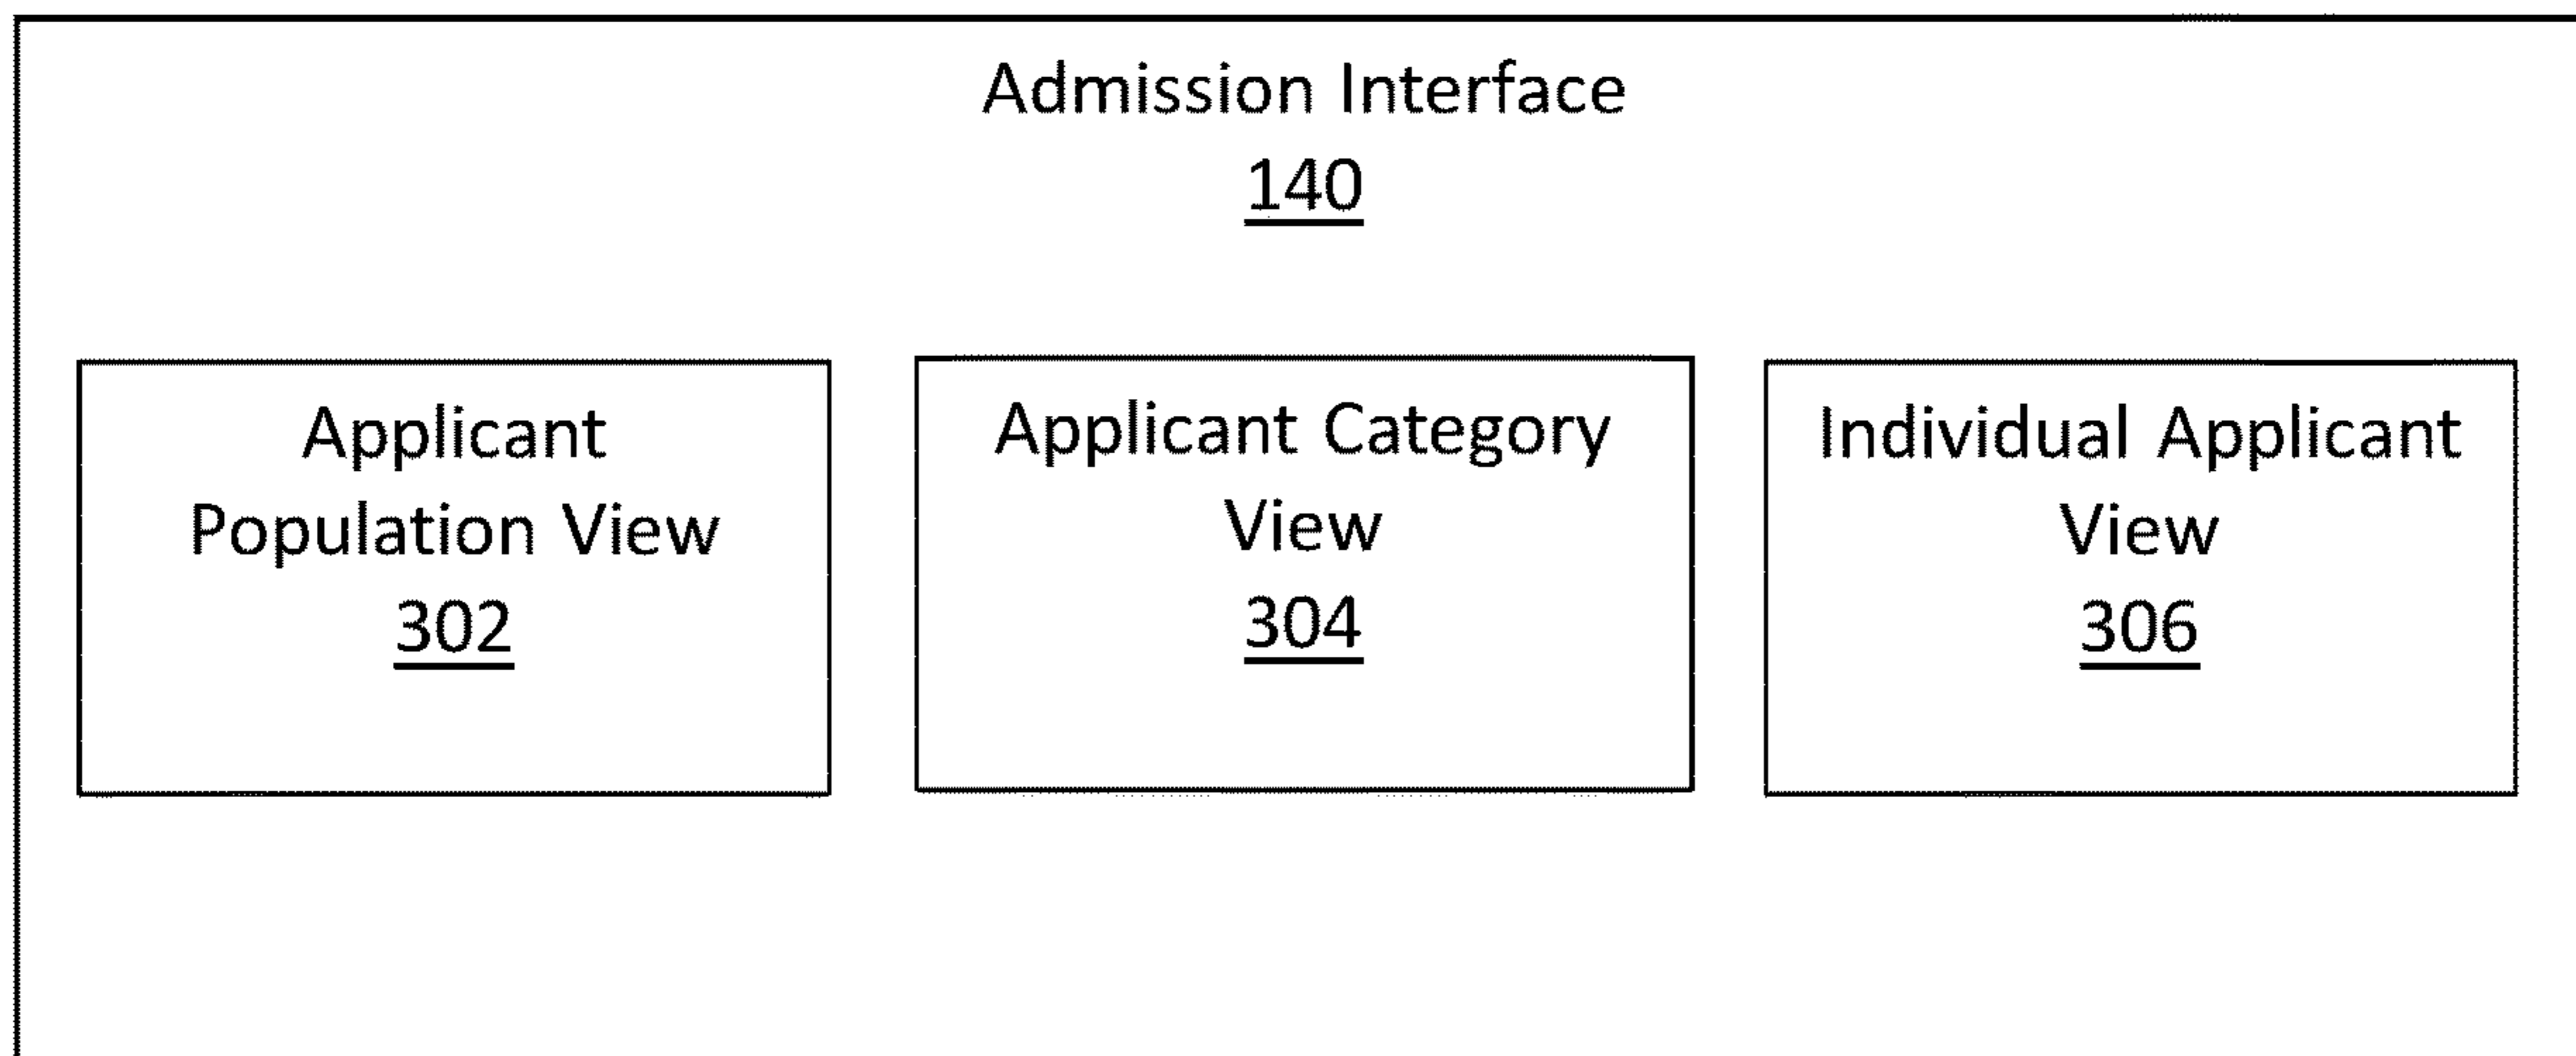 Admission Interface
140
Applicant
Population View
302
Applicant Category
View
304
Individual Applicant
View
306